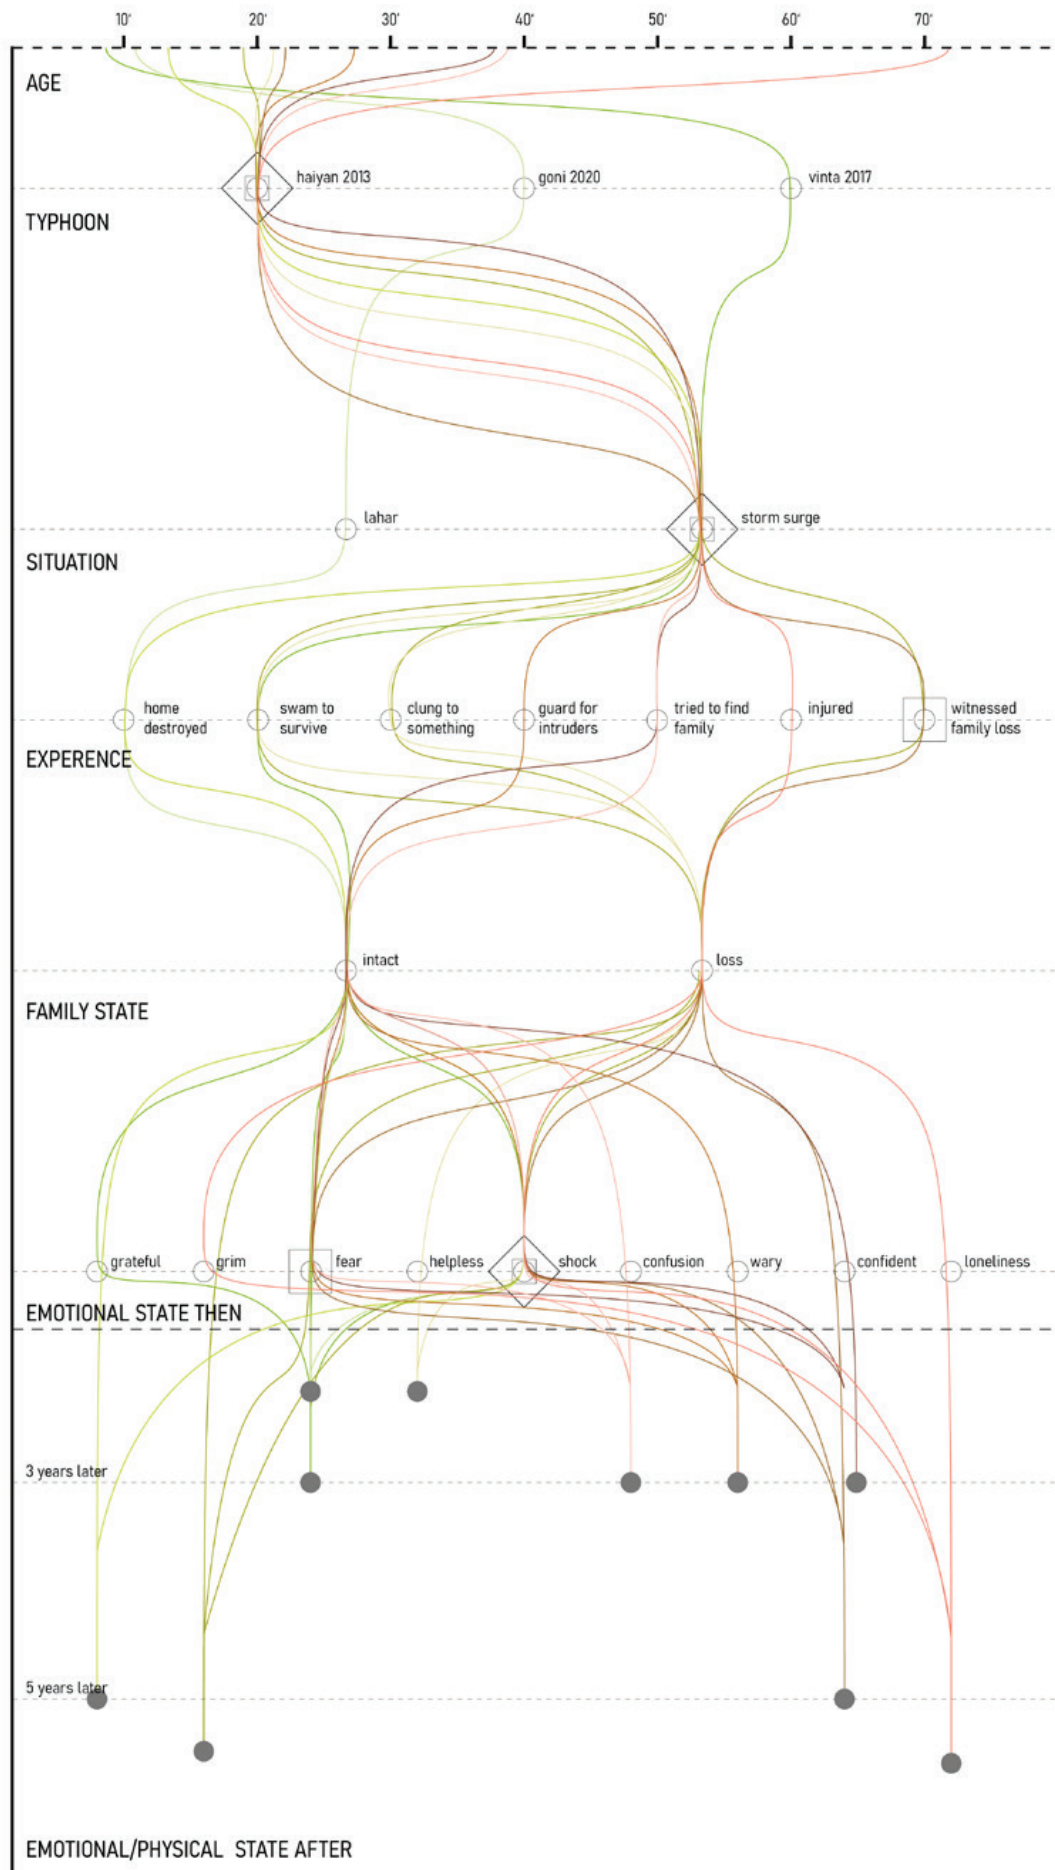 10' 20' 30' 40' 50' 60' 70'
AGE
haiyan 2013 goni 2020 vinta 2017
TYPHOON
lahar storm surge
SITUATION
home swam to clung to guard for tried to find injured witnessed
destroyed survive something intruders family family loss
EXPERENCE
intact loss
FAMILY STATE
grateful grim fear helpless shock confusion wary confident loneliness
EMOTIONAL STATE THEN
3 years later
5 years later
EMOTIONAL/PHYSICAL STATE AFTER